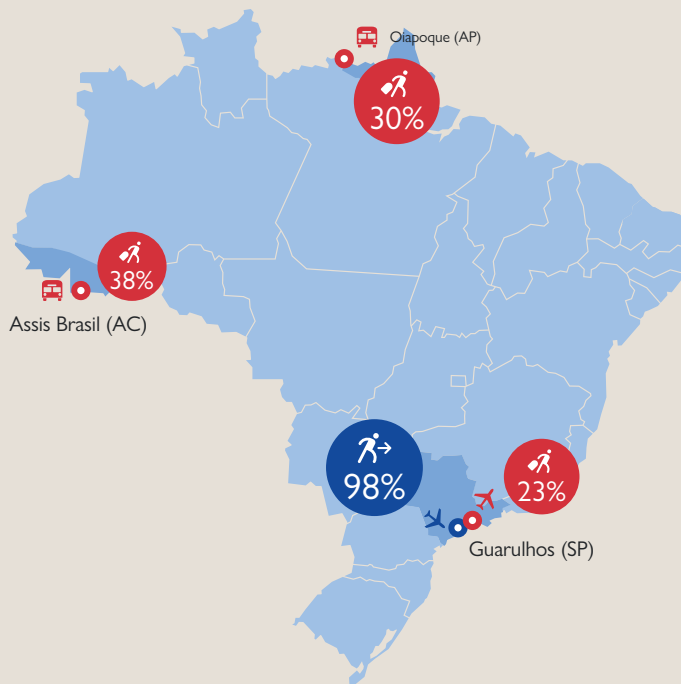 Oiapoque (AP)
30%
38%
Assis Brasil (AC)
98%
23%
Guarulhos (SP)